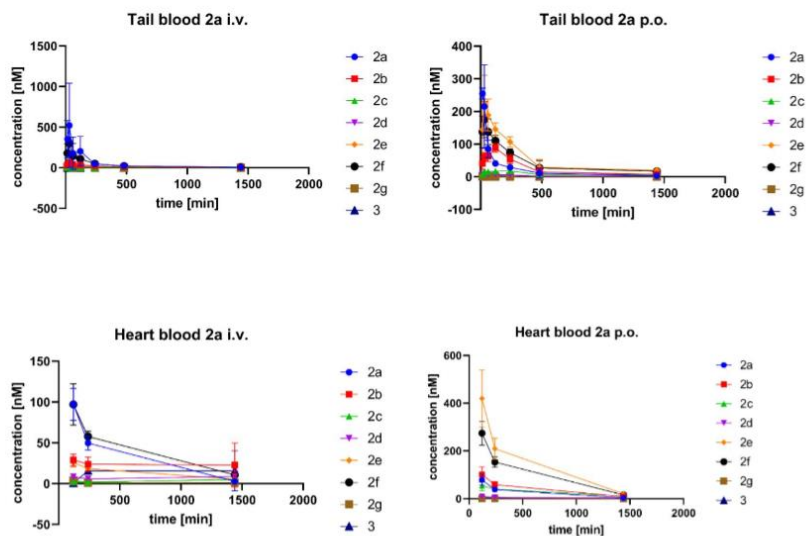 Tail blood 2a i.v.
1500
1000
500
0
-500
concentration [nM]
500
1000
1500
2000
time [min]
2a
2b
2c
2d
2e
2f
2g
3
Tail blood 2a p.o.
400
300
200
100
0
-100
concentration [nM]
500
1000
1500
2000
time [min]
2a
2b
2c
2d
2e
2f
2g
3
Heart blood 2a i.v.
150
100
50
0
-50
concentration [nM]
500
1000
1500
2000
time [min]
2a
2b
2c
2d
2e
2f
2g
3
Heart blood 2a p.o.
600
400
200
0
concentration [nM]
0
500
1000
1500
2000
time [min]
2a
2b
2c
2d
2e
2f
2g
3